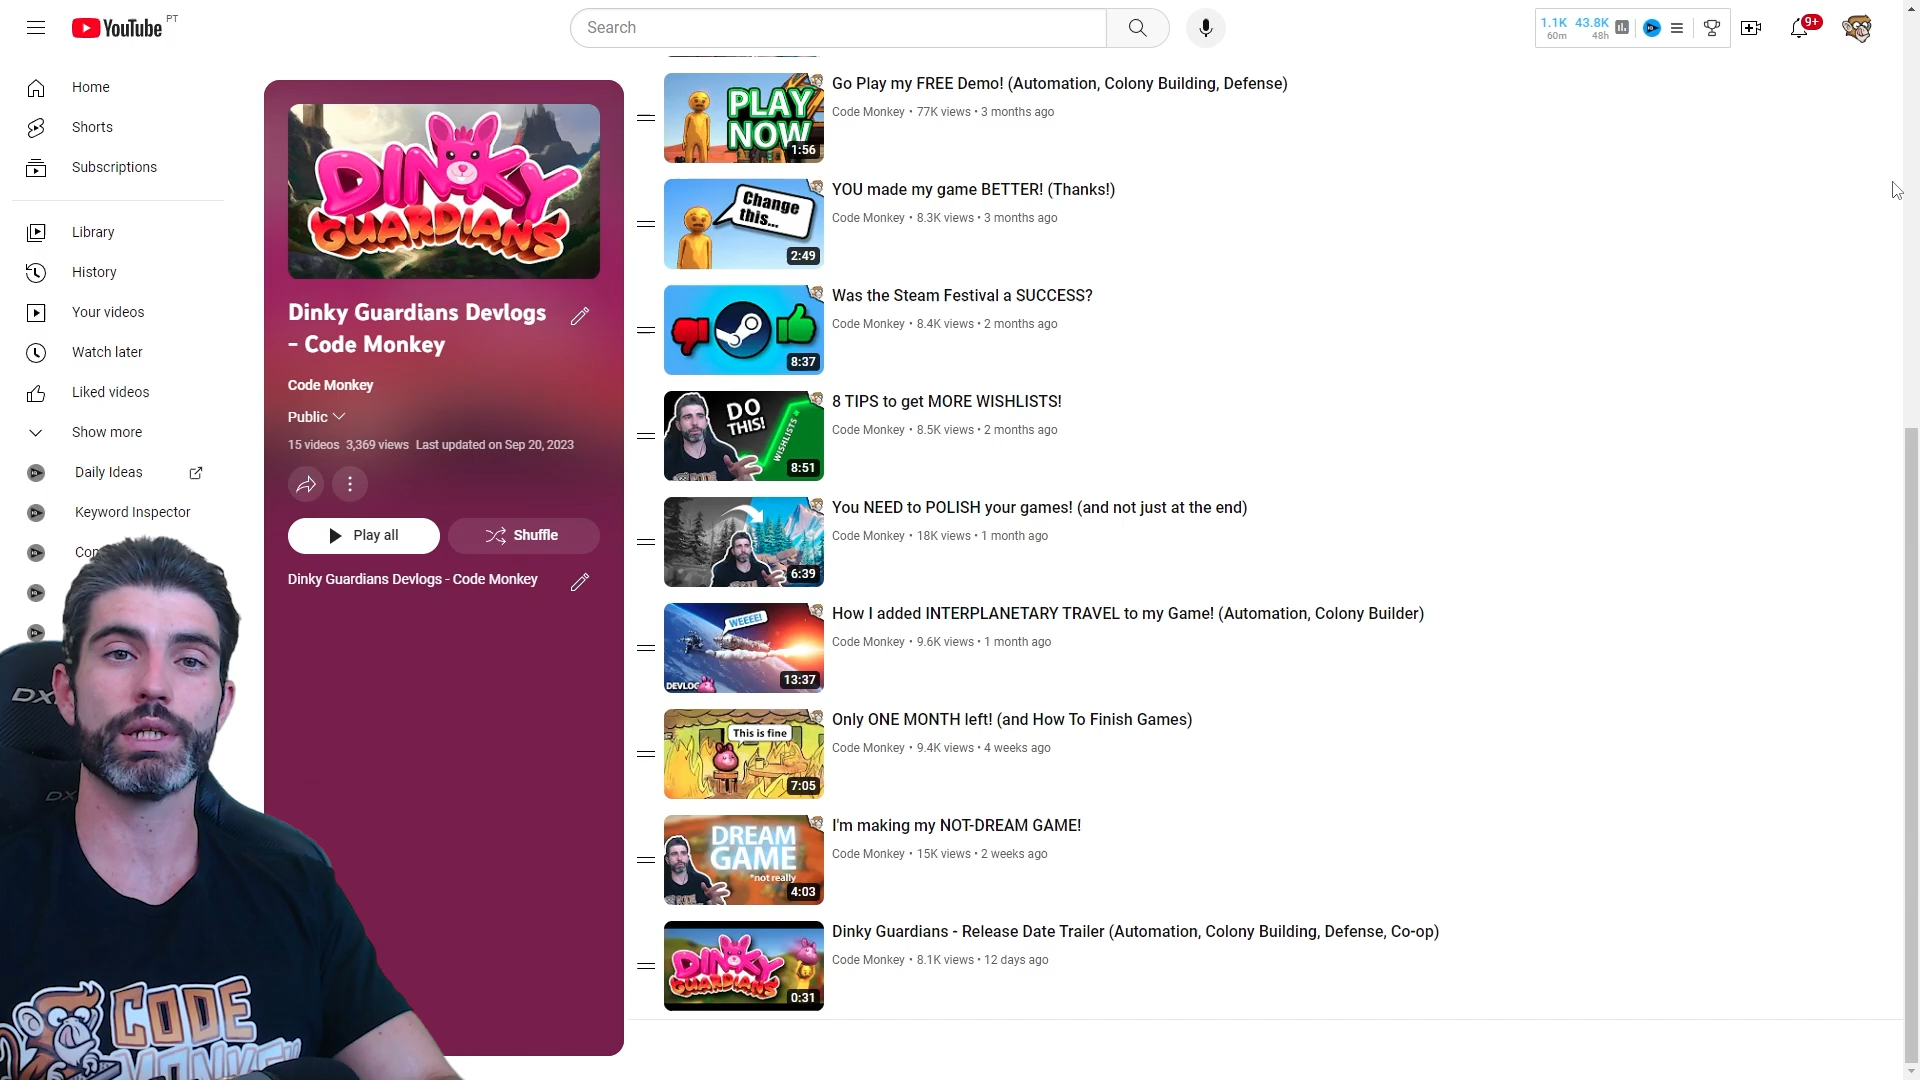 YouTube PT
Search
1.1K 43.8K
60m 48h
9+
Home
Shorts
Subscriptions
Library
History
Your videos
Watch later
Liked videos
Show more
Daily Ideas
Keyword Inspector
DINKY
GUARDIANS
Dinky Guardians Devlogs
- Code Monkey
Code Monkey
Public
15 videos 3,369 views Last updated on Sep 20, 2023
Play all
Shuffle
Dinky Guardians Devlogs - Code Monkey
PLAY
NOW
1:56
Go Play my FREE Demo! (Automation, Colony Building, Defense)
Code Monkey • 77K views • 3 months ago
Change
this...
2:49
YOU made my game BETTER! (Thanks!)
Code Monkey • 8.3K views • 3 months ago
8:37
Was the Steam Festival a SUCCESS?
Code Monkey • 8.4K views • 2 months ago
DO
THIS!
WISHLISTS
8:51
8 TIPS to get MORE WISHLISTS!
Code Monkey • 8.5K views • 2 months ago
6:39
You NEED to POLISH your games! (and not just at the end)
Code Monkey • 18K views • 1 month ago
WEEEE!
DEVLOG
13:37
How I added INTERPLANETARY TRAVEL to my Game! (Automation, Colony Builder)
Code Monkey • 9.6K views • 1 month ago
This is fine
7:05
Only ONE MONTH left! (and How To Finish Games)
Code Monkey • 9.4K views • 4 weeks ago
DREAM
GAME
*not really
4:03
I'm making my NOT-DREAM GAME!
Code Monkey • 15K views • 2 weeks ago
DINKY
GUARDIANS
0:31
Dinky Guardians - Release Date Trailer (Automation, Colony Building, Defense, Co-op)
Code Monkey • 8.1K views • 12 days ago
DX
DX
CODE
MONKEY